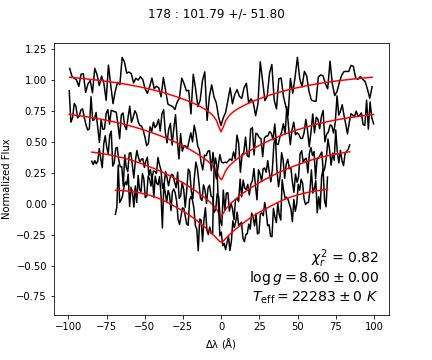 178 : 101.79 +/- 51.80
1.25
1.00
0.75
0.50
0.25
0.00
−0.25
−0.50
−0.75
Normalized Flux
χ²ᵣ = 0.82
log g = 8.60 ± 0.00
T_eff = 22283 ± 0 K
−100 −75 −50 −25 0 25 50 75 100
Δλ (Å)